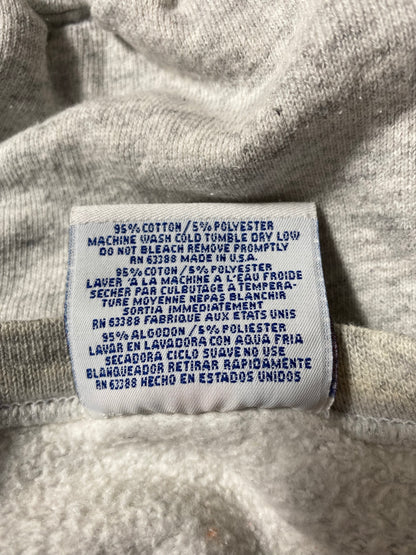 95% COTTON / 5% POLYESTER
MACHINE WASH COLD TUMBLE DRY LOW
DO NOT BLEACH REMOVE PROMPTLY
RN 63388 MADE IN U.S.A.
95% COTON / 5% POLYESTER
LAVER 'A LA MACHINE A L'EAU FROIDE
SECHER PAR CULBUTAGE A TEMPERA-
TURE MOYENNE NEPAS BLANCHIR
SORTIA IMMEDIATEMENT
RN 63388 FABRIQUE AUX ETATS UNIS
95% ALGODON / 5% POLIESTER
LAVAR EN LAVADORA CON AQUA FRIA
SECADORA CICLO SUAVE NO USE
BLANQUEADOR RETIRAR RAPIDAMENTE
RN 63388 HECHO EN ESTADOS UNIDOS